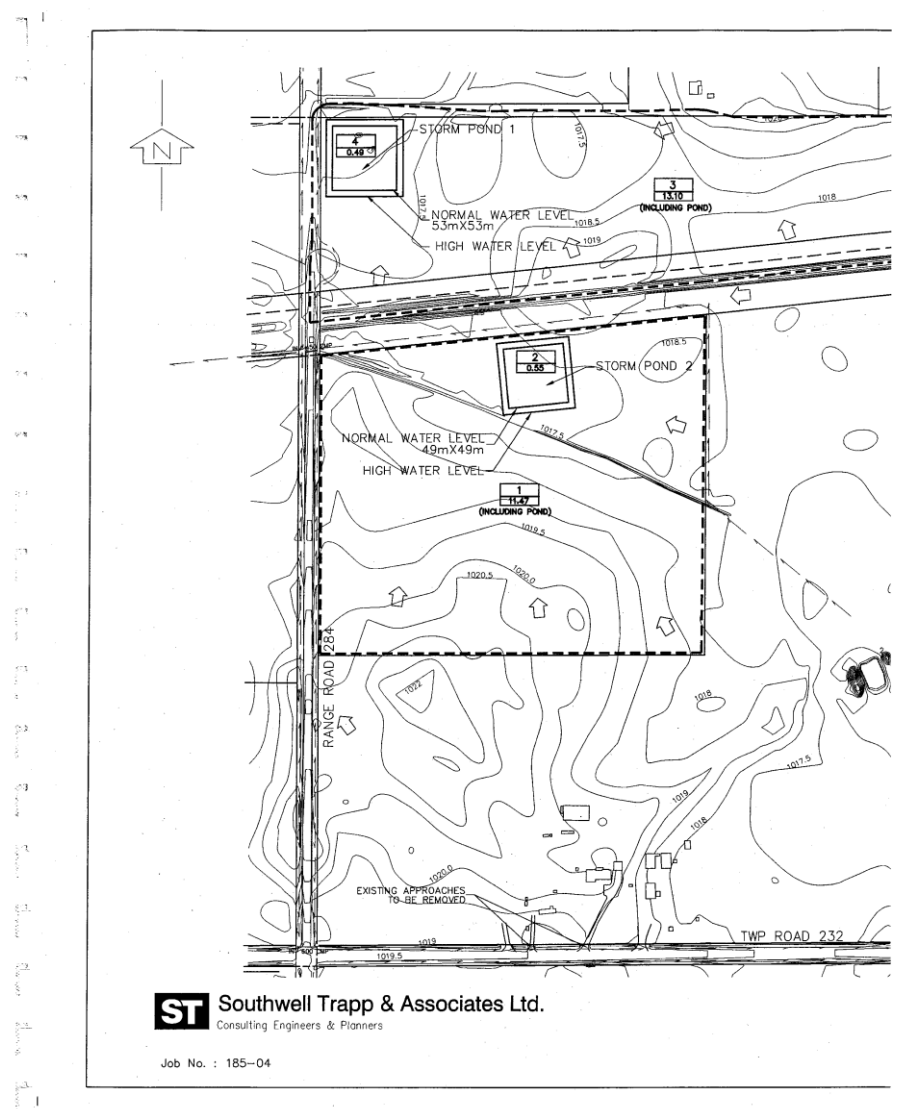 4
0.49
STORM POND 1
1017.5
3
13.10
(INCLUDING POND)
1018
N
1017.5
NORMAL WATER LEVEL
53mX53m
1018.5
HIGH WATER LEVEL
1019
1018.5
2
0.55
STORM POND 2
1017.5
NORMAL WATER LEVEL
49mX49m
HIGH WATER LEVEL
1
11.47
(INCLUDING POND)
1019.5
1020.0
1020.5
RANGE ROAD 284
1022
1018
1017.5
1019
1018
1020.0
EXISTING APPROACHES
TO BE REMOVED
TWP ROAD 232
1019
1019.5
ST Southwell Trapp & Associates Ltd.
Consulting Engineers & Planners
Job No. : 185-04